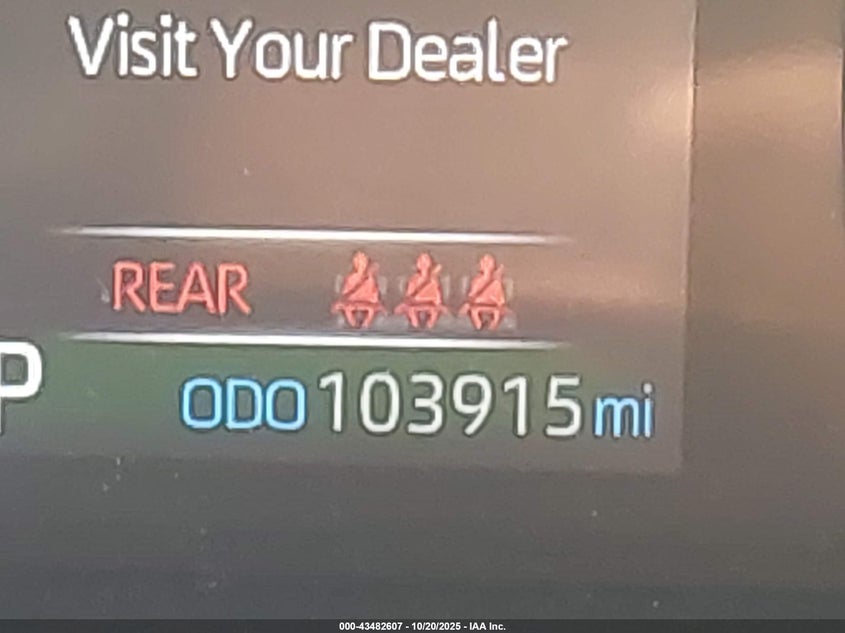 Visit Your Dealer
REAR
P
ODO 103915 mi
000-43482607 - 10/20/2025 - IAA Inc.